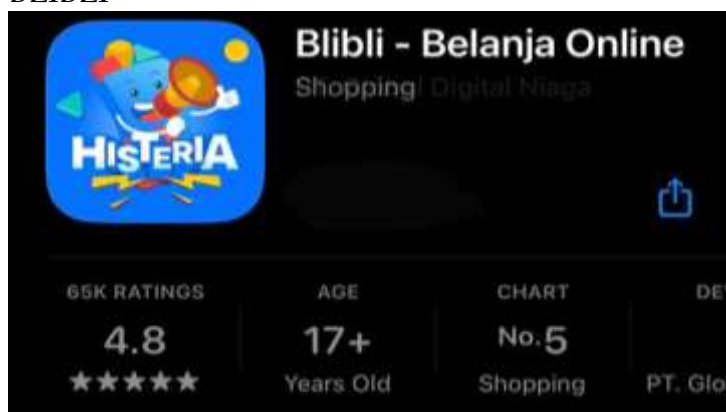 Blibli - Belanja Online
Shopping Digital Niaga
HISTERIA
65K RATINGS
AGE
CHART
4.8
17+
No.5
Years Old
Shopping
PT. Glo